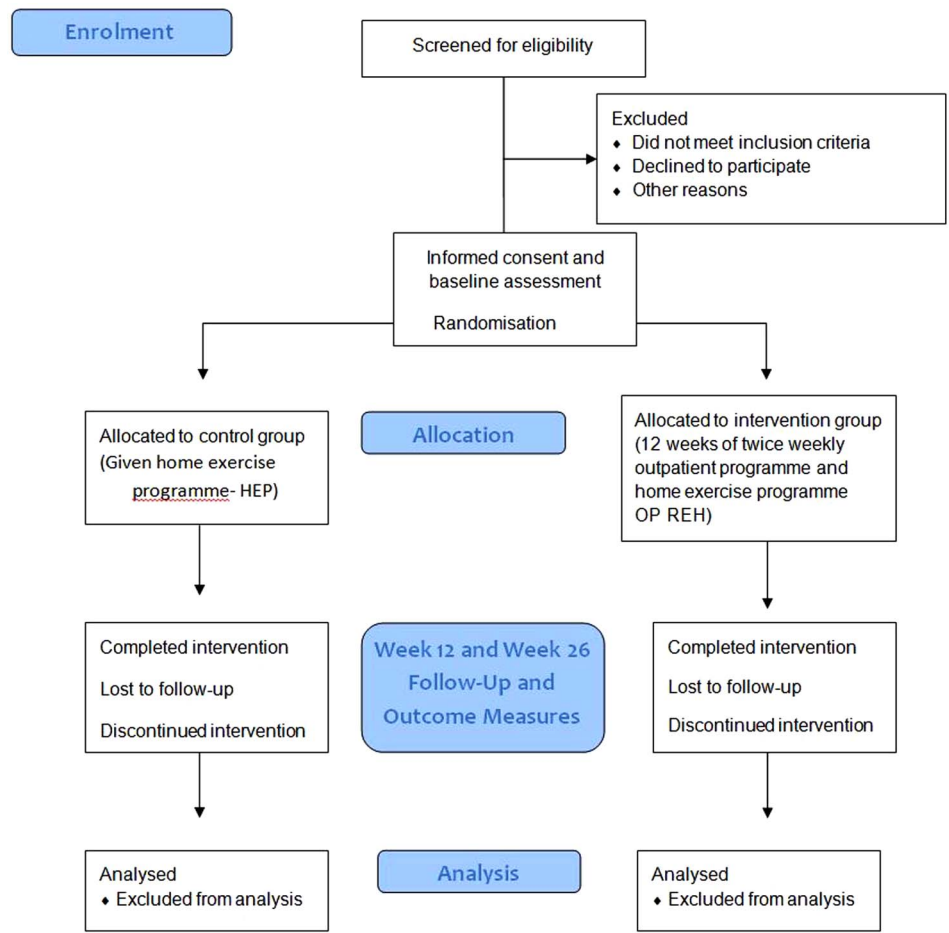 Enrolment
Screened for eligibility
Excluded
⬧ Did not meet inclusion criteria
⬧ Declined to participate
⬧ Other reasons
Informed consent and
baseline assessment
Randomisation
Allocated to control group
(Given home exercise
programme- HEP)
Allocation
Allocated to intervention group
(12 weeks of twice weekly
outpatient programme and
home exercise programme
OP REH)
Completed intervention
Lost to follow-up
Discontinued intervention
Week 12 and Week 26
Follow-Up and
Outcome Measures
Completed intervention
Lost to follow-up
Discontinued intervention
Analysed
⬧ Excluded from analysis
Analysis
Analysed
⬧ Excluded from analysis